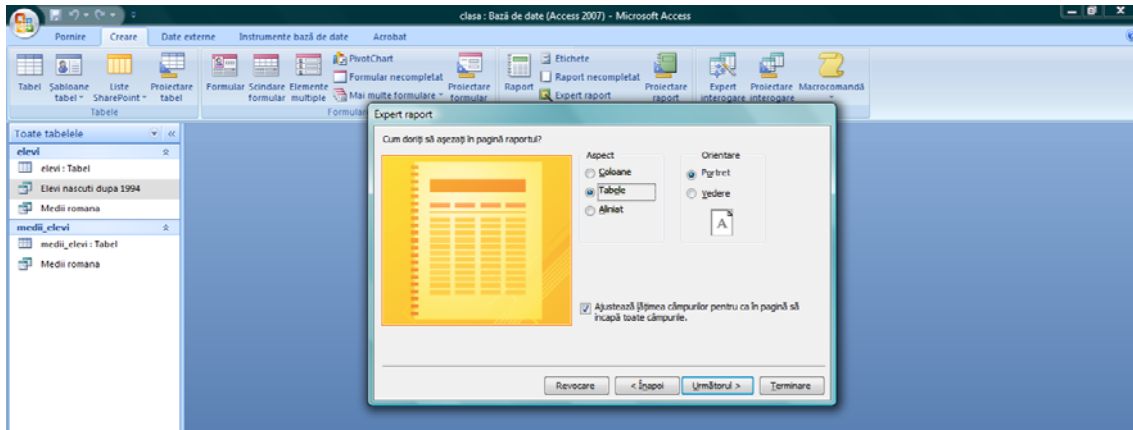 clasa : Bază de date (Access 2007) - Microsoft Access
Pornire Creare Date externe Instrumente bază de date Acrobat
Tabel
Șabloane tabel
Liste SharePoint
Proiectare tabel
Tabele
Formular
Scindare formular
Elemente multiple
PivotChart
Formular necompletat
Mai multe formulare
Proiectare formular
Formular
Raport
Etichete
Raport necompletat
Expert raport
Proiectare raport
Expert interogare
Proiectare interogare
Macrocomandă
Toate tabelele
elevi
elevi : Tabel
Elevi nascuti dupa 1994
Medii romana
medii_elevi
medii_elevi : Tabel
Medii romana
Expert raport
Cum doriți să așezați în pagină raportul?
Aspect
Coloane
Tabele
Aliniat
Orientare
Portret
Vedere
A
Ajustează lățimea câmpurilor pentru ca în pagină să
încapă toate câmpurile.
Revocare < Înapoi Următorul > Terminare